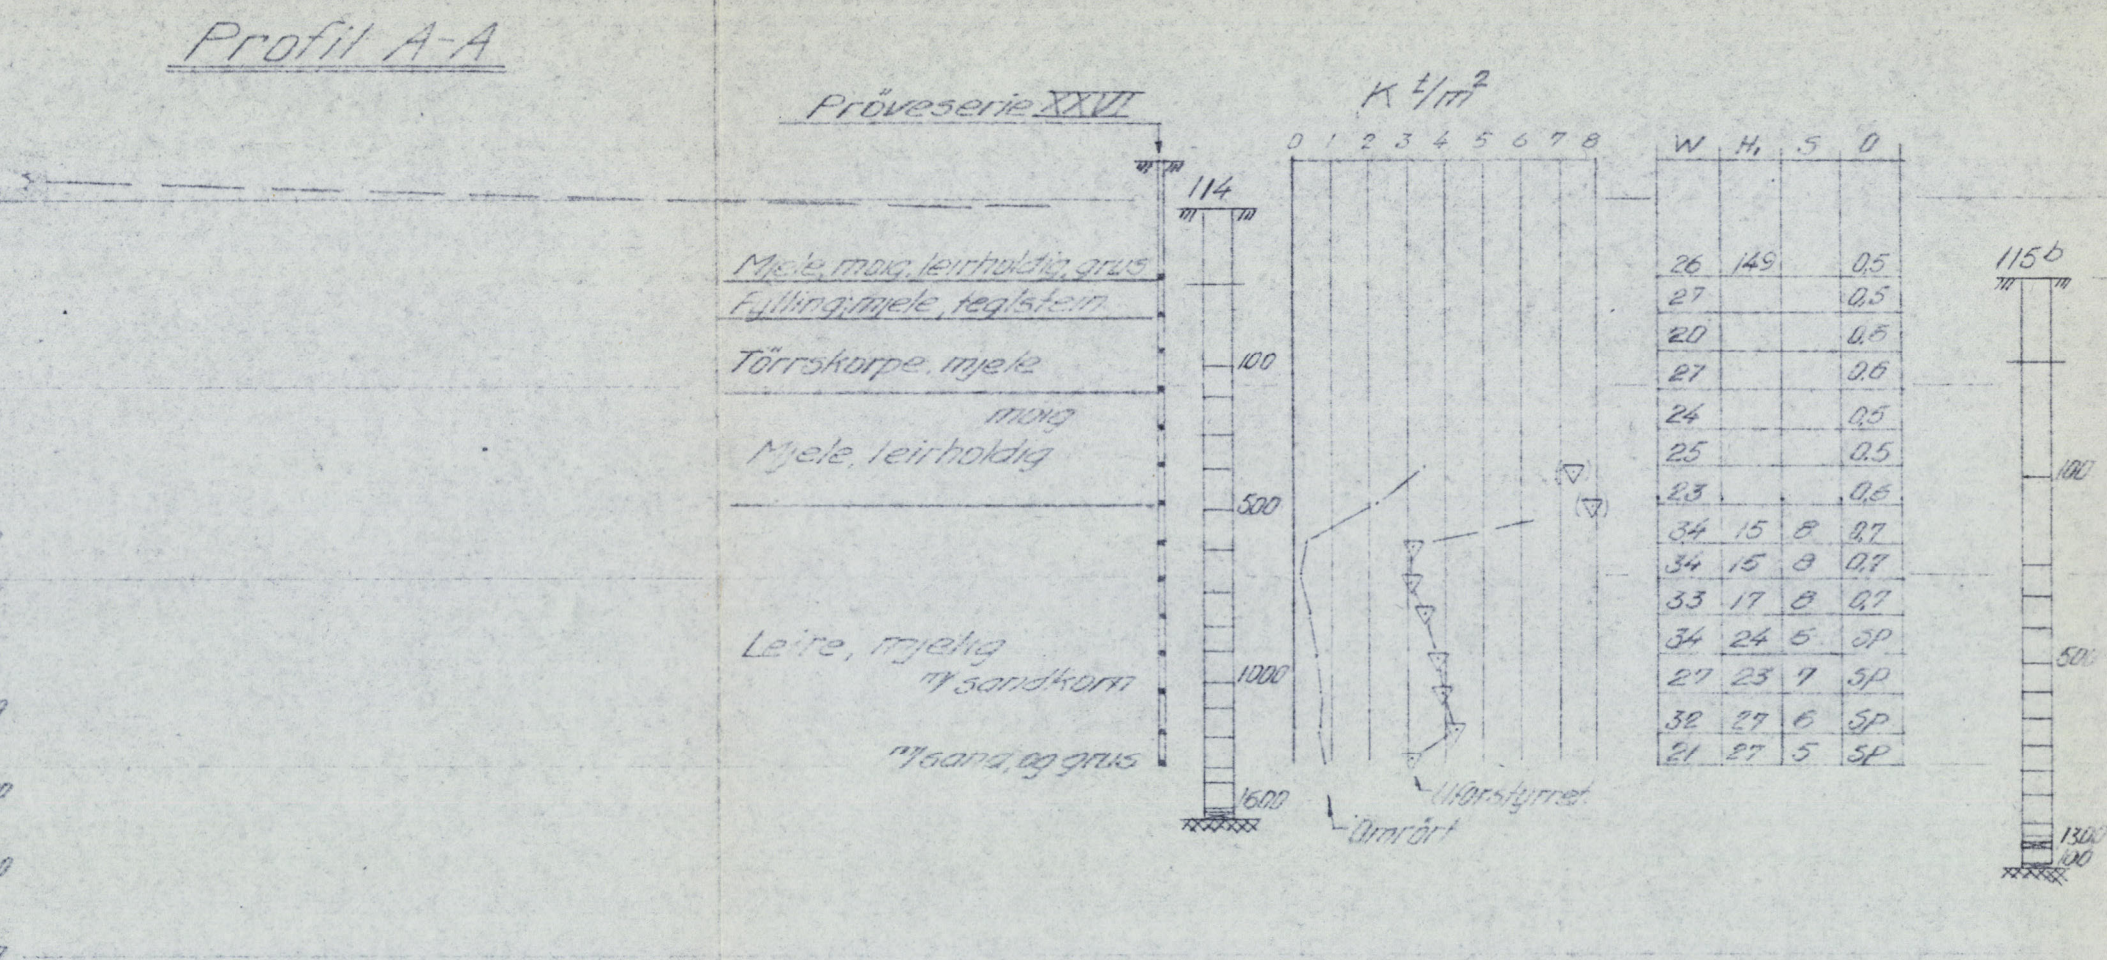 Profil A-A
Pröveserie XXVI
K t/m²
0 1 2 3 4 5 6 7 8
W H₁ S O
114
115b
Mjele, moig, leirholdig, grus
Fylling; mjele, teglstein
Törrskorpe, mjele
moig
Mjele, leirholdig
Leire, mjelig
m/ sandkorn
m/ sand, og grus
100
500
1000
1600
(▽)
(▽)
Uforstyrret
Omrört
26 149 0,5
27 0,5
20 0,5
27 0,6
24 0,5
25 0,5
23 0,6
34 15 8 0,7
34 15 8 0,7
33 17 8 0,7
34 24 6 SP
27 23 7 SP
32 27 6 SP
21 27 5 SP
100
500
1300
100